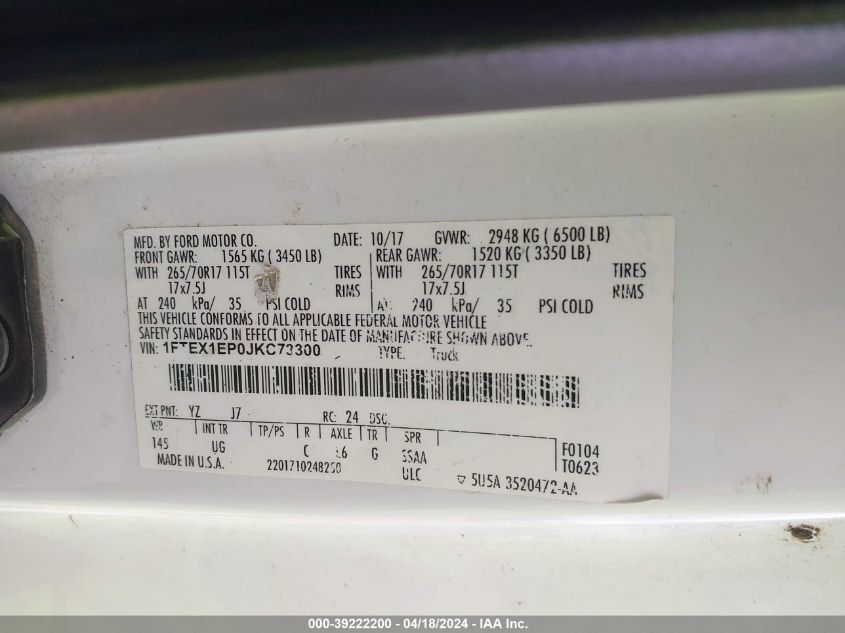 MFD. BY FORD MOTOR CO. DATE: 10/17 GVWR: 2948 KG ( 6500 LB)
FRONT GAWR: 1565 KG ( 3450 LB) REAR GAWR: 1520 KG ( 3350 LB)
WITH 265/70R17 115T TIRES WITH 265/70R17 115T TIRES
17x7.5J RIMS 17x7.5J RIMS
AT 240 kPa/ 35 PSI COLD AT 240 kPa/ 35 PSI COLD
THIS VEHICLE CONFORMS TO ALL APPLICABLE FEDERAL MOTOR VEHICLE
SAFETY STANDARDS IN EFFECT ON THE DATE OF MANUFACTURE SHOWN ABOVE.
VIN: 1FTEX1EP0JKC73300 TYPE: Truck
EXT PNT: YZ J7 RC: 24 DSO:
WB INT TR TP/PS R AXLE TR SPR
145 UG C L6 G SSAA
F0104
T0623
MADE IN U.S.A. ULC
5U5A 3520472-AA
000-39222200 - 04/18/2024 - IAA Inc.